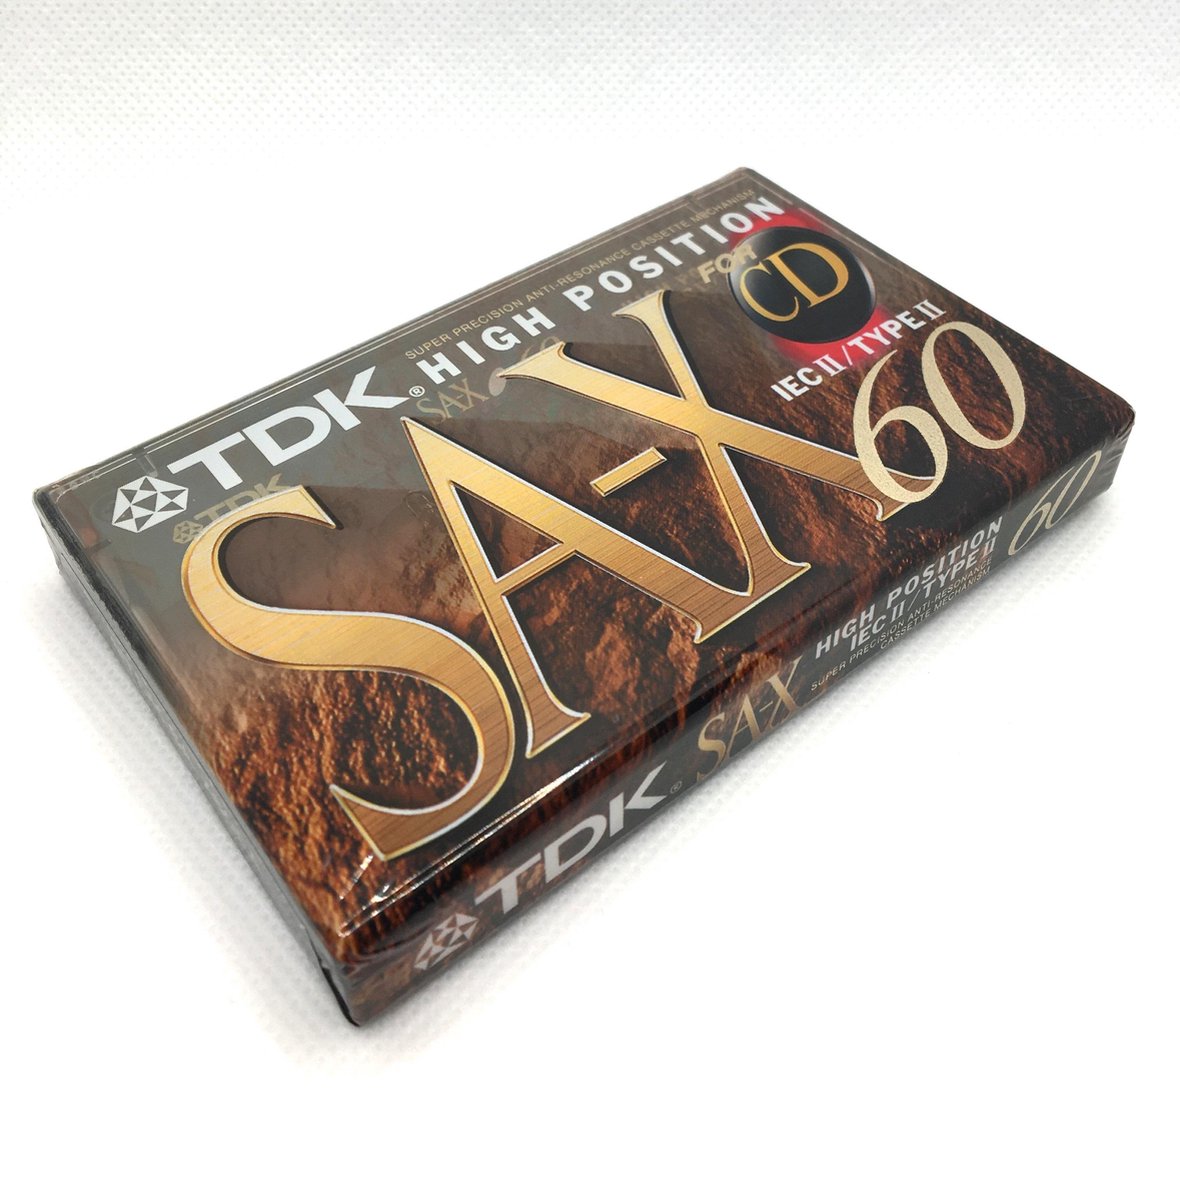 SUPER PRECISION ANTI-RESONANCE CASSETTE MECHANISM
TDK® HIGH POSITION
TDK SA-X 60
SA-X 60
FOR CD
IEC II/TYPE II
TDK® SA-X
HIGH POSITION
IEC II/TYPE II
SUPER PRECISION ANTI-RESONANCE
CASSETTE MECHANISM
60